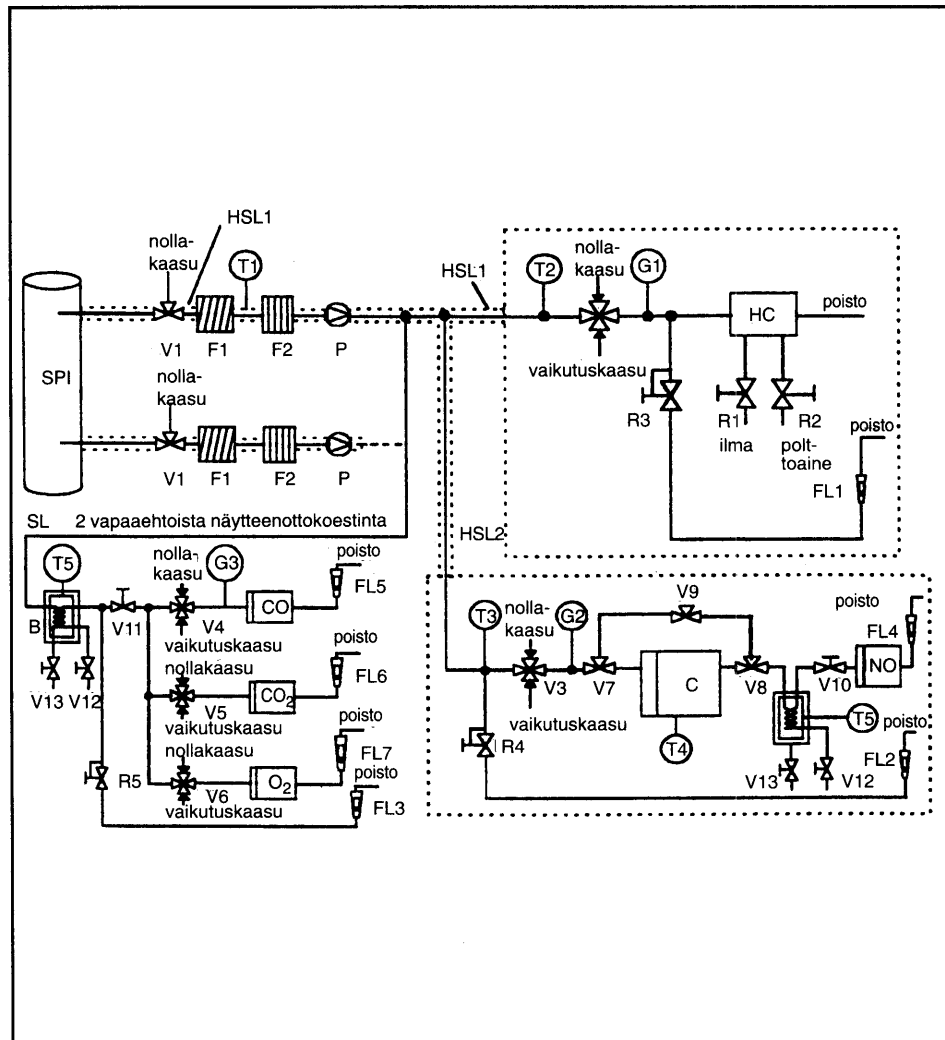 HSL1
nolla-
kaasu
T1
V1
F1
F2
P
SPI
nolla-
kaasu
V1
F1
F2
P
SL
2 vapaaehtoista näytteenottokoestinta
HSL1
T2
nolla-
kaasu
G1
vaikutuskaasu
HC
poisto
R3
R1
ilma
R2
polt-
toaine
poisto
FL1
HSL2
T5
B
V13
V12
V11
nolla-
kaasu
G3
V4
vaikutuskaasu
CO
poisto
FL5
nollakaasu
V5
vaikutuskaasu
CO₂
poisto
FL6
nollakaasu
V6
vaikutuskaasu
O₂
poisto
FL7
poisto
FL3
R5
T3
nolla-
kaasu
G2
V3
vaikutuskaasu
V7
V9
C
T4
V8
V10
NO
poisto
FL4
T5
poisto
FL2
V13
V12
R4